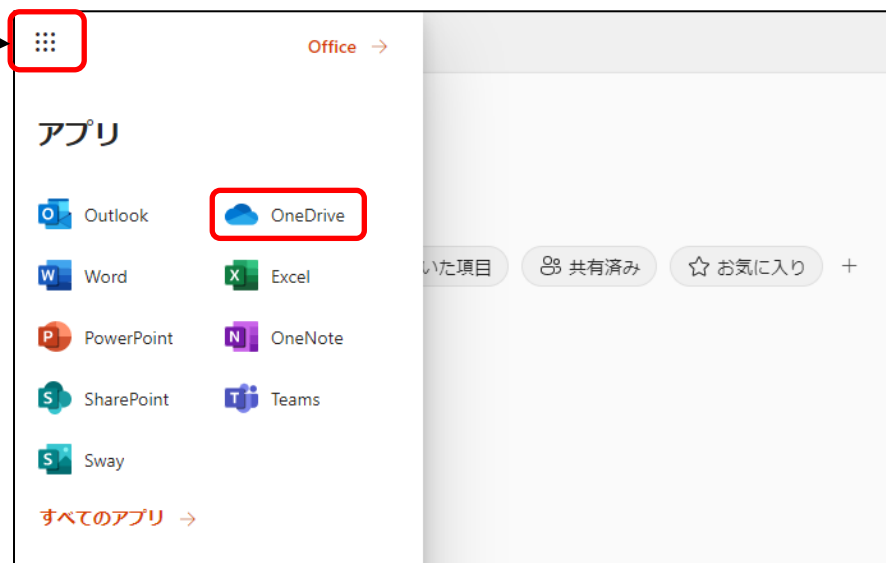 Office →
アプリ
Outlook
OneDrive
Word
Excel
いた項目
共有済み
お気に入り
+
PowerPoint
OneNote
SharePoint
Teams
Sway
すべてのアプリ →